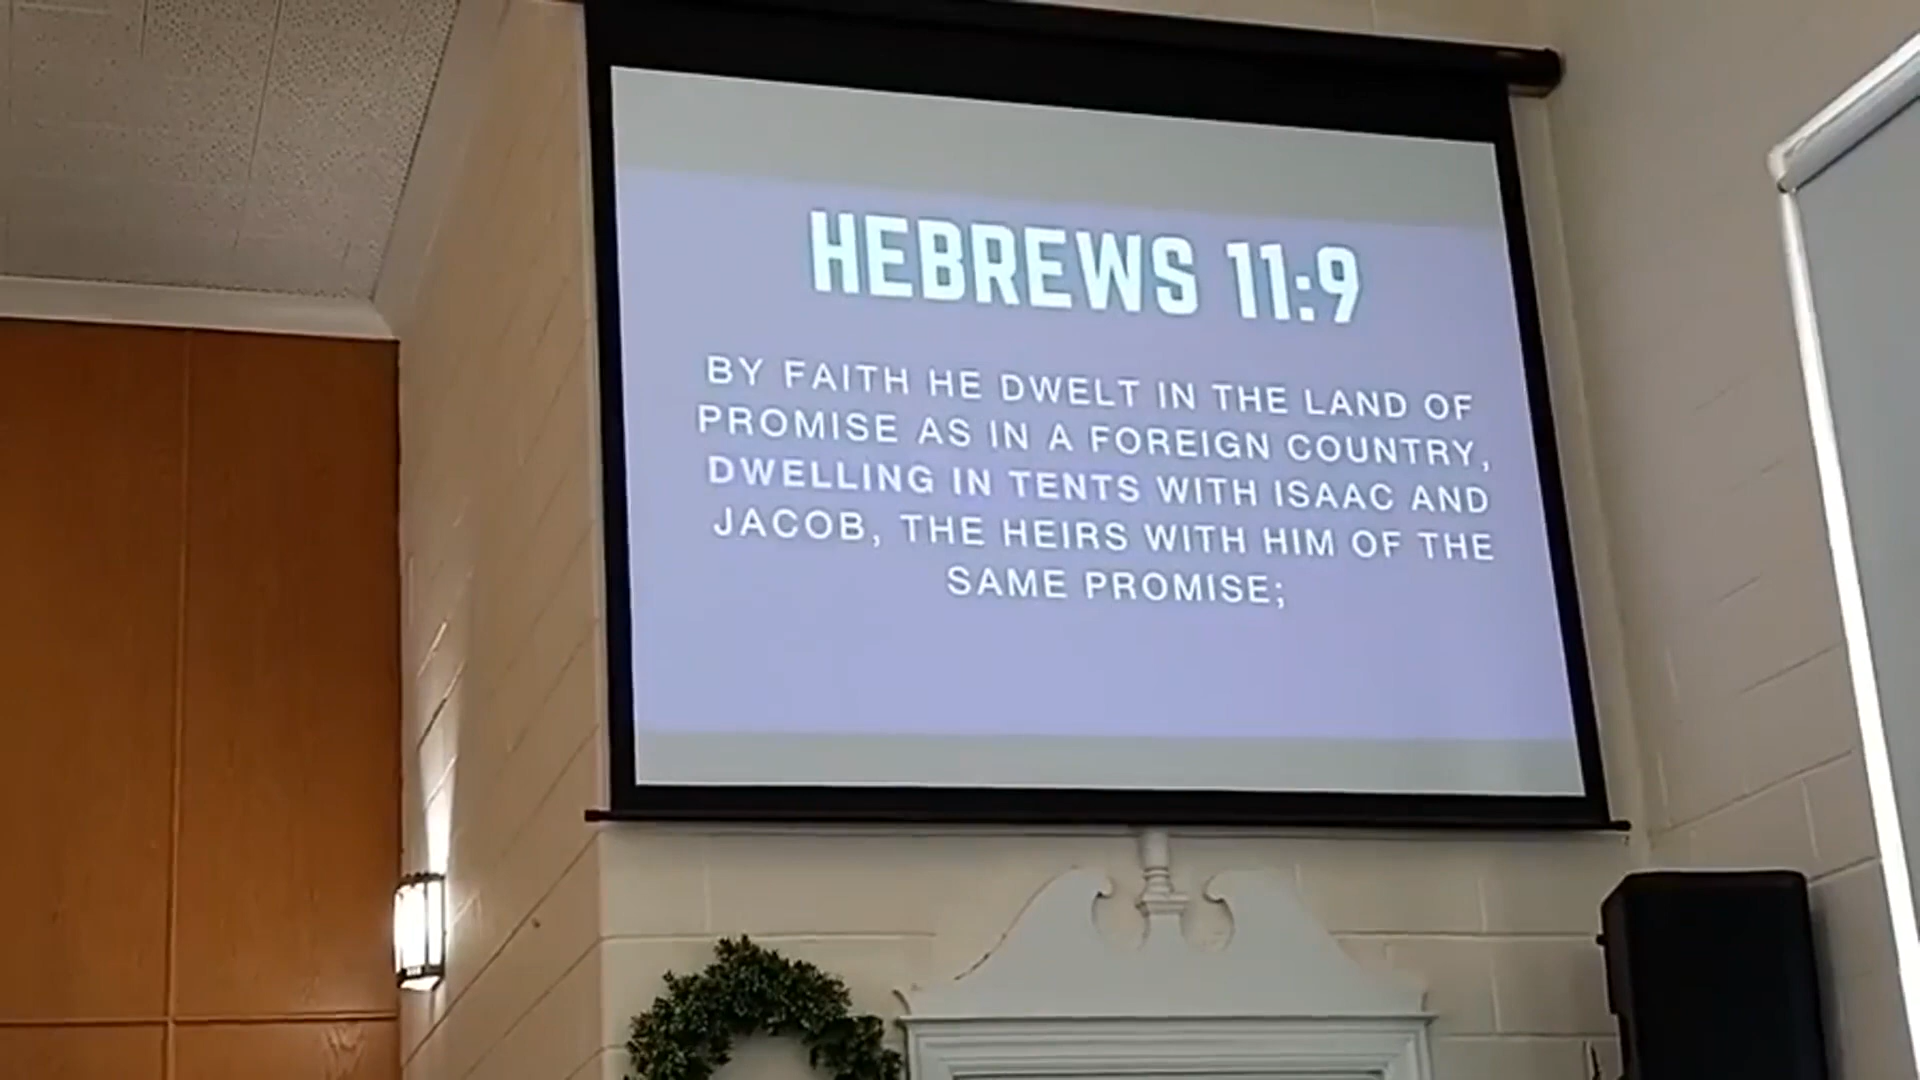 HEBREWS 11:9
BY FAITH HE DWELT IN THE LAND OF
PROMISE AS IN A FOREIGN COUNTRY,
DWELLING IN TENTS WITH ISAAC AND
JACOB, THE HEIRS WITH HIM OF THE
SAME PROMISE;